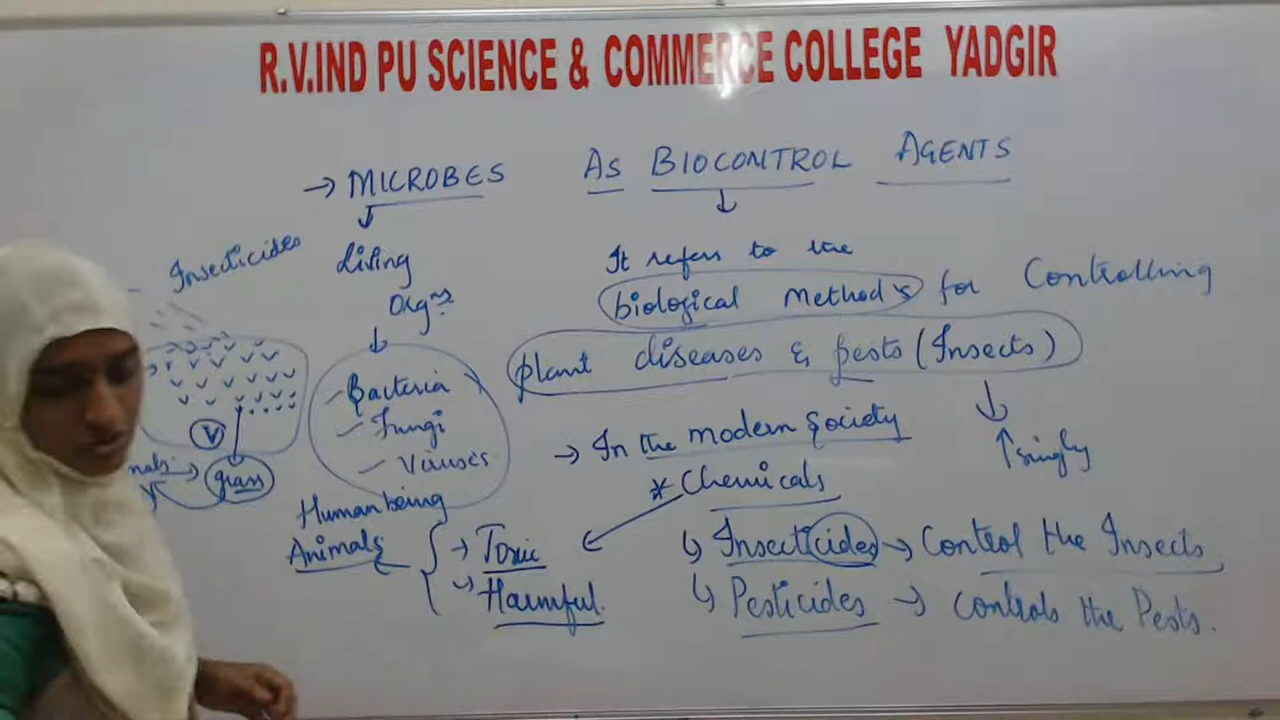 R.V.IND PU SCIENCE & COMMERCE COLLEGE YADGIR
→ MICROBES AS BIOCONTROL AGENTS
Insecticides
Living
Orgms
Bacteria
Fungi
Viruses
V
grass
It refers to the
biological methods for controlling
plant diseases & pests (Insects)
→ In the modern society
* Chemicals
↑singly
Human being
Animals
→ Toxic
Harmful.
Insecticides → Control the Insects
Pesticides → controls the Pests.